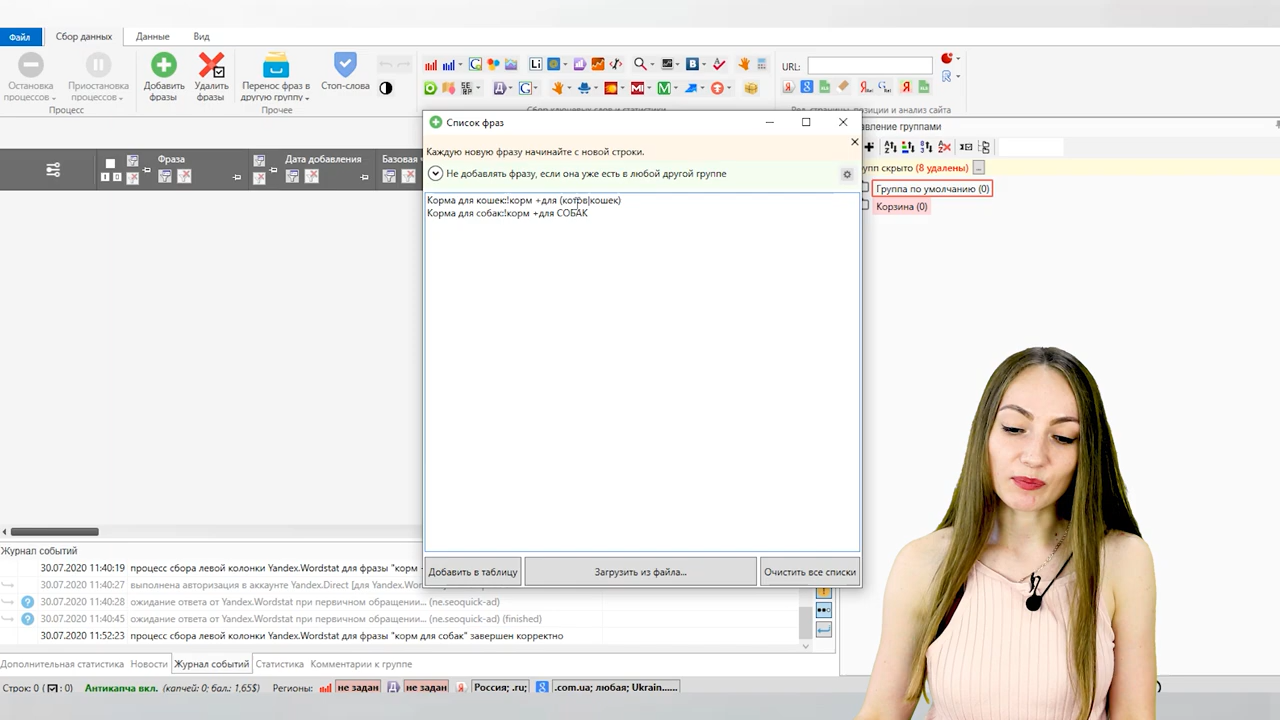 Файл Сбор данных Данные Вид
Остановка процессов
Приостановка процессов
Добавить фразы
Удалить фразы
Перенос фраз в другую группу
Стоп-слова
Процесс
Прочее
URL:
Список фраз
Каждую новую фразу начинайте с новой строки.
Не добавлять фразу, если она уже есть в любой другой группе
Корма для кошек:!корм +для (котов|кошек)
Корма для собак:!корм +для СОБАК
Добавить в таблицу
Загрузить из файла...
Очистить все списки
Фраза
Дата добавления
Базовая
(8 удалены)
Группа по умолчанию (0)
Корзина (0)
Журнал событий
30.07.2020 11:40:19 процесс сбора левой колонки Yandex.Wordstat для фразы "корм
30.07.2020 11:40:27 выполнена авторизация в аккаунте Yandex.Direct [для Yandex.Wordstat
30.07.2020 11:40:28 ожидание ответа от Yandex.Wordstat при первичном обращении... (ne.seoquick-ad)
30.07.2020 11:40:45 ожидание ответа от Yandex.Wordstat при первичном обращении... (ne.seoquick-ad) (finished)
30.07.2020 11:52:23 процесс сбора левой колонки Yandex.Wordstat для фразы "корм для собак" завершен корректно
Дополнительная статистика Новости Журнал событий Статистика Комментарии к группе
Строк: 0 ( : 0) Антикапча вкл. (капчей: 0; бал.: 1,65$) Регионы: не задан не задан Россия; .ru; .com.ua; любая; Ukrain......